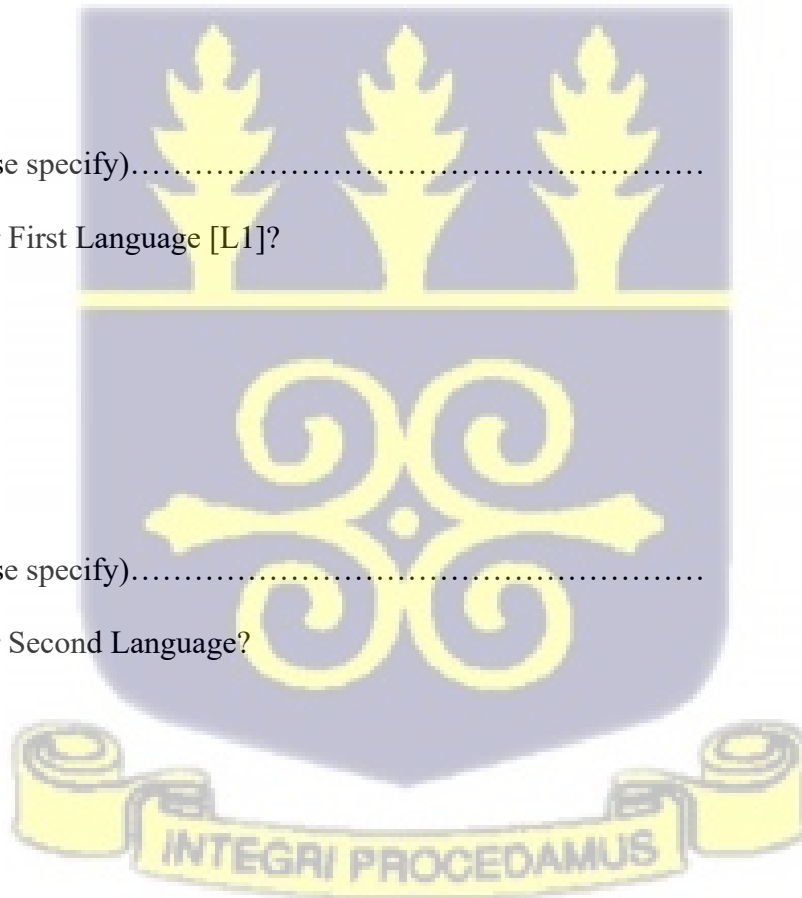 se specify)……………………………………………
First Language [L1]?
se specify)……………………………………………
Second Language?
INTEGRI PROCEDAMUS